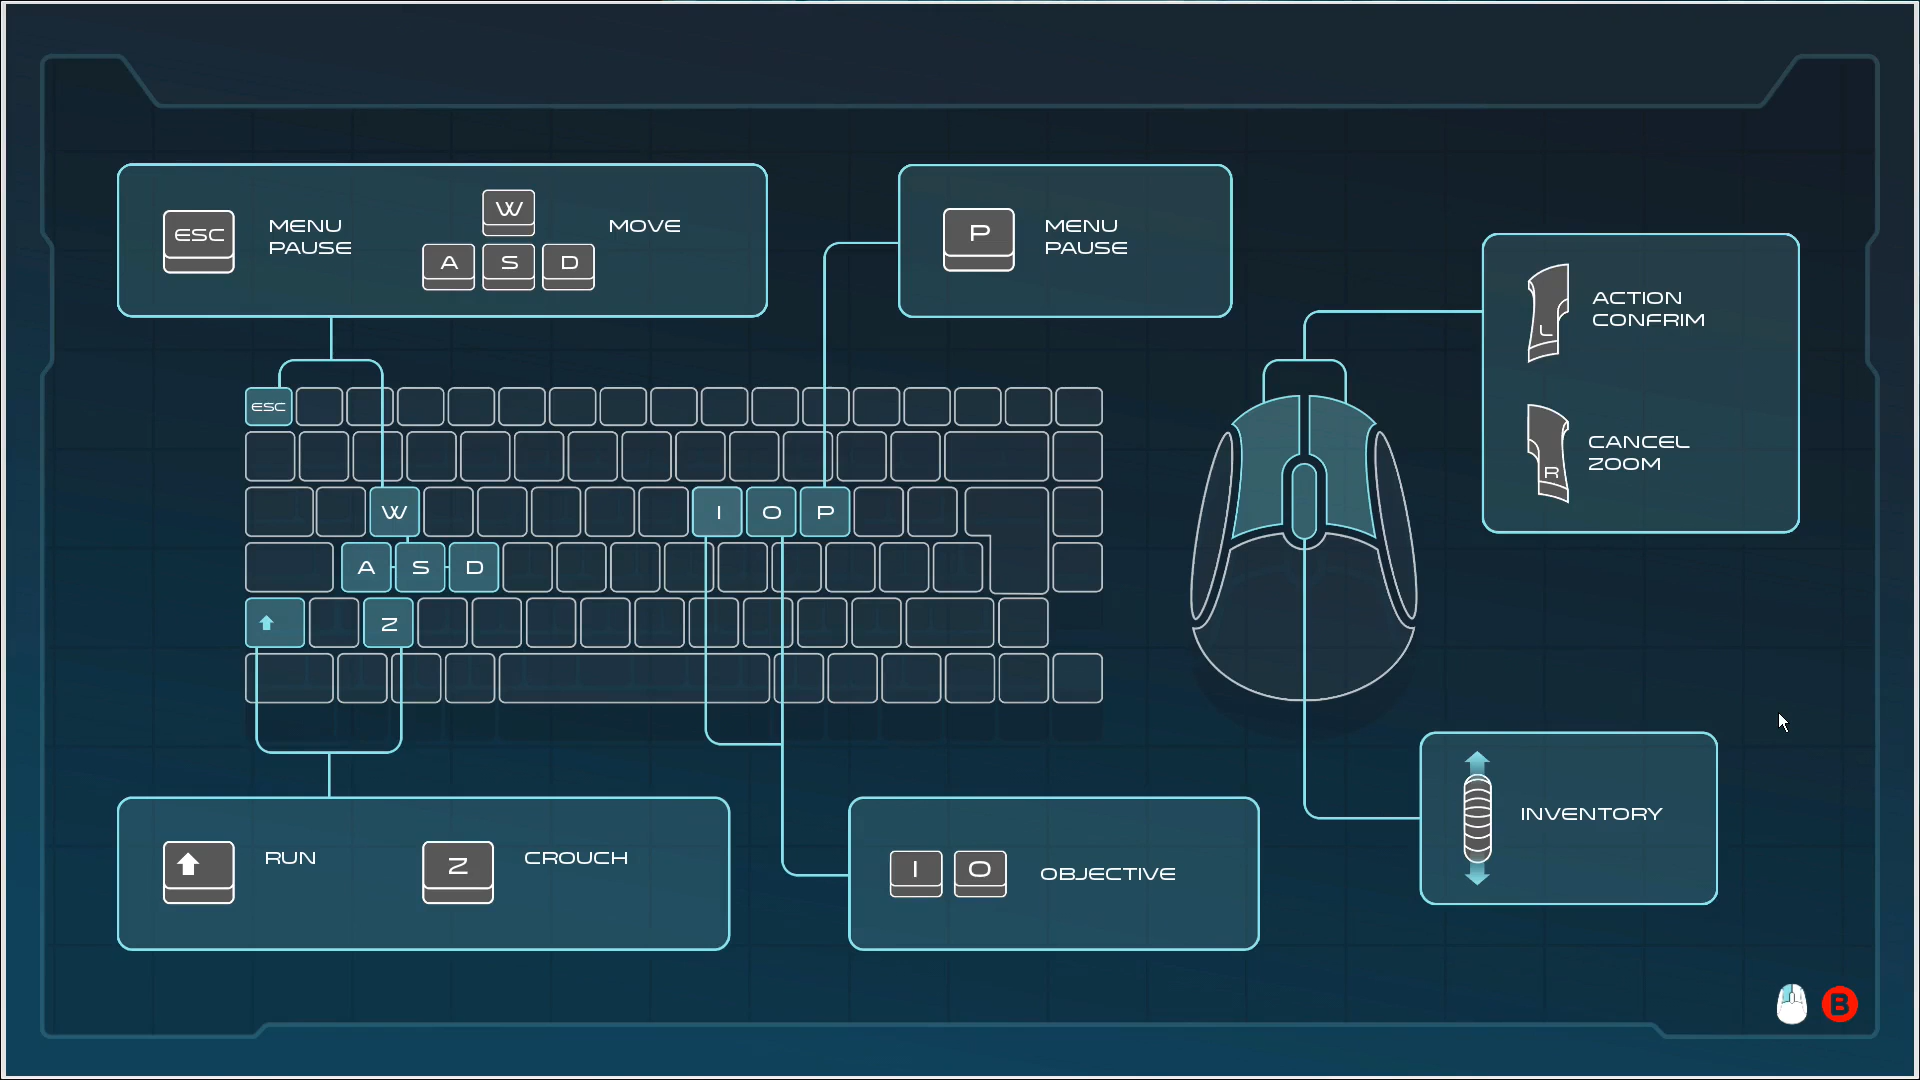 ESC
MENU
PAUSE
W
A S D
MOVE
P
MENU
PAUSE
L
ACTION
CONFRIM
R
CANCEL
ZOOM
ESC
W I O P
A S D
Z
RUN
Z
CROUCH
I O
OBJECTIVE
INVENTORY
B